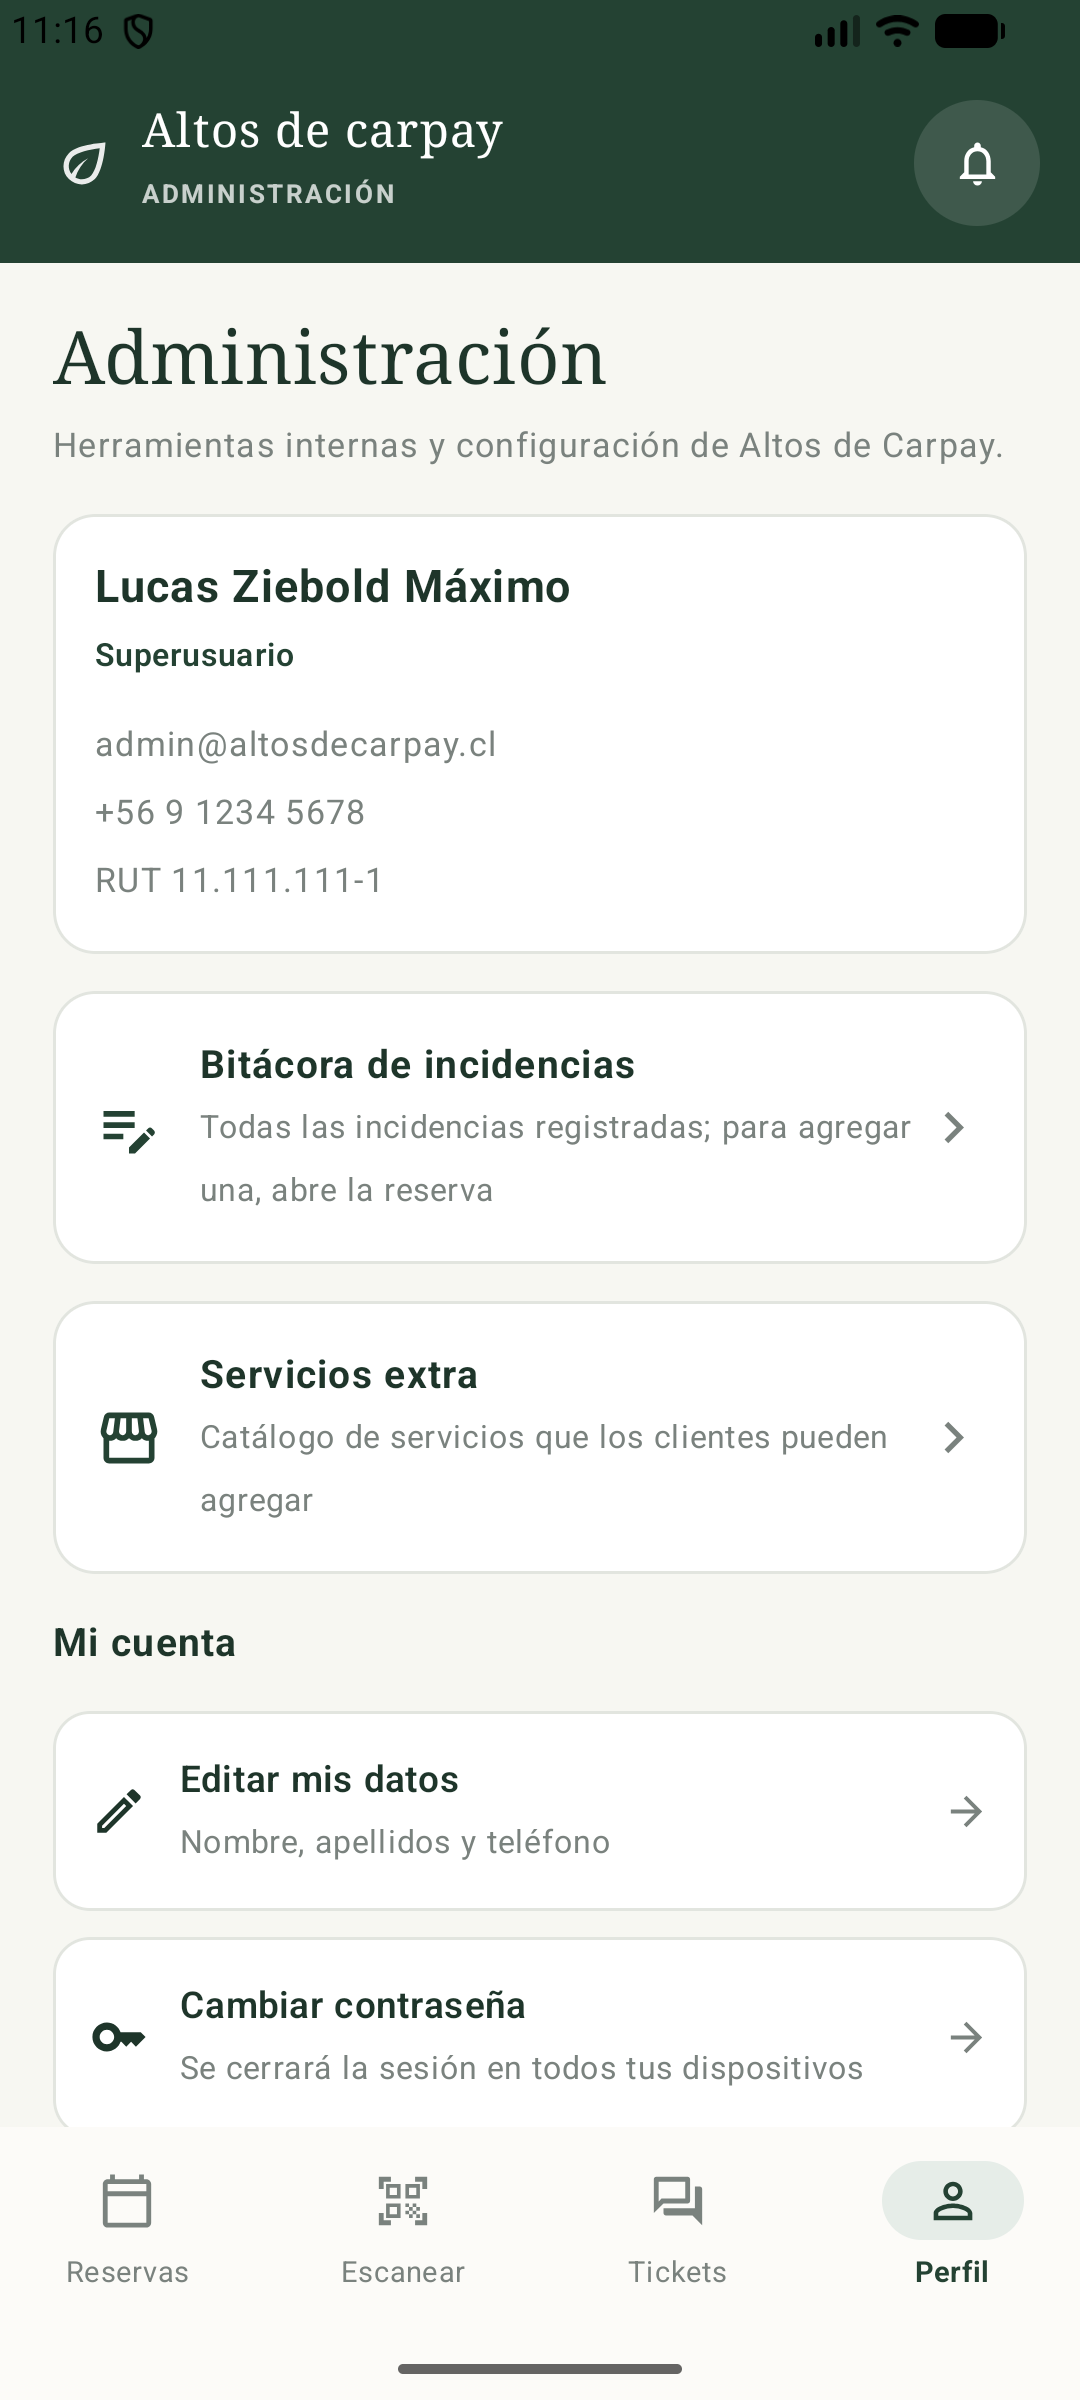 11:16
Altos de carpay
ADMINISTRACIÓN
Administración
Herramientas internas y configuración de Altos de Carpay.
Lucas Ziebold Máximo
Superusuario
admin@altosdecarpay.cl
+56 9 1234 5678
RUT 11.111.111-1
Bitácora de incidencias
Todas las incidencias registradas; para agregar
una, abre la reserva
Servicios extra
Catálogo de servicios que los clientes pueden
agregar
Mi cuenta
Editar mis datos
Nombre, apellidos y teléfono
Cambiar contraseña
Se cerrará la sesión en todos tus dispositivos
Reservas
Escanear
Tickets
Perfil